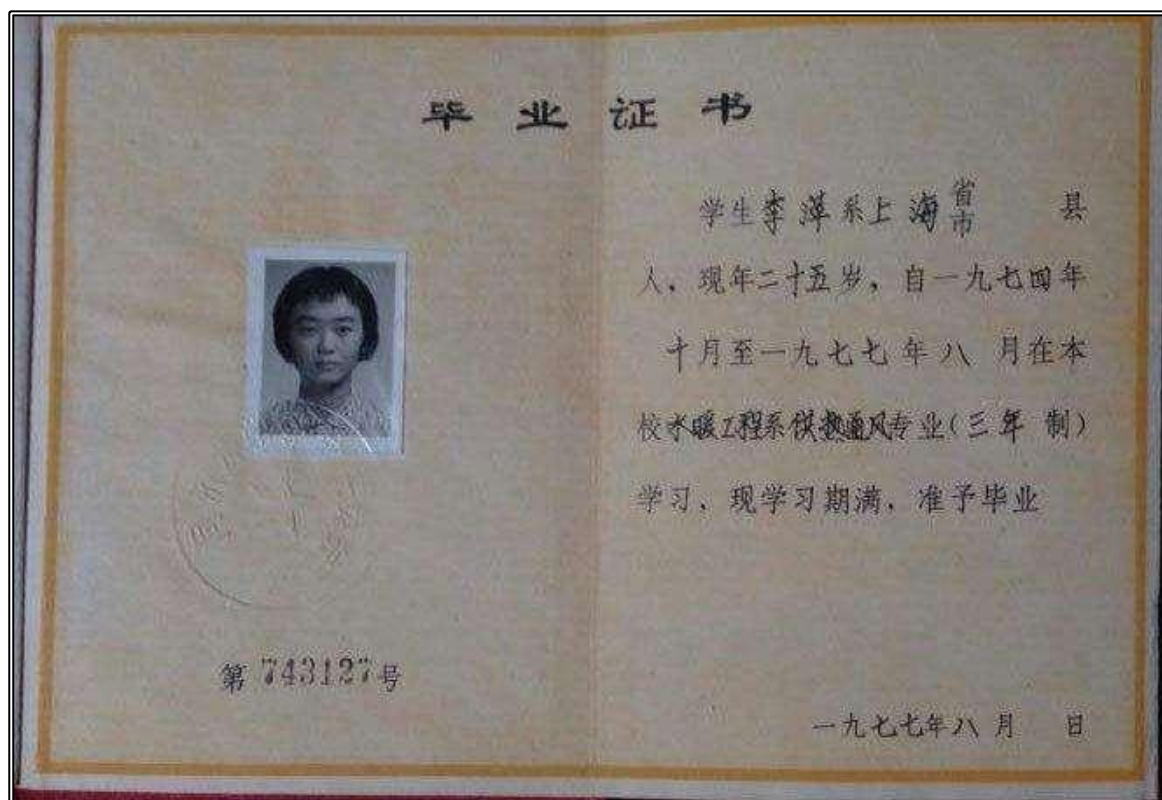 毕业证书
学生李萍系上海省市 县
人，现年二十五岁，自一九七四年
十月至一九七七年八 月在本
校水暖工程系供热通风专业(三年 制)
学习、现学习期满，准予毕业
第743127号
一九七七年八 月 日